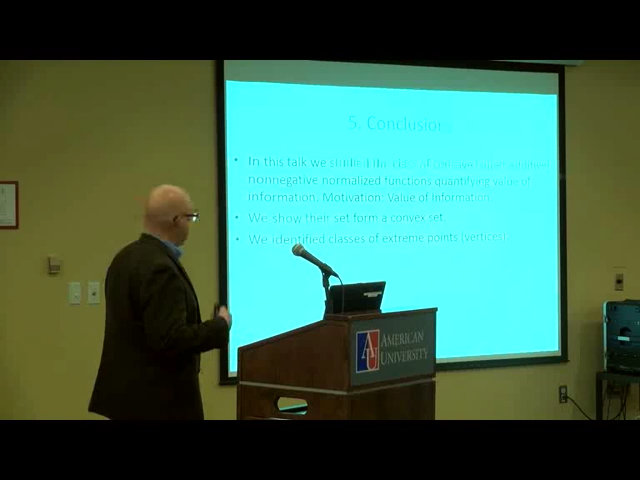 5. Conclusion
• In this talk we studied the class of
nonnegative normalized functions quantifying value of
information. Motivation: Value of Information.
• We show their set form a convex set.
• We identified classes of extreme points (vertices).
AMERICAN
UNIVERSITY